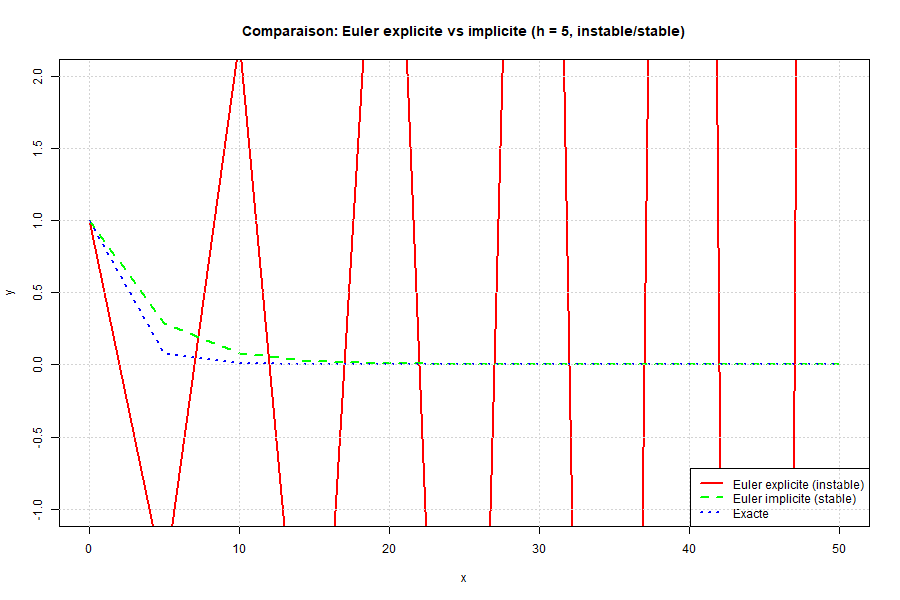 Comparaison: Euler explicite vs implicite (h = 5, instable/stable)
2.0
1.5
1.0
0.5
0.0
-0.5
-1.0
y
Euler explicite (instable)
Euler implicite (stable)
Exacte
0 10 20 30 40 50
x